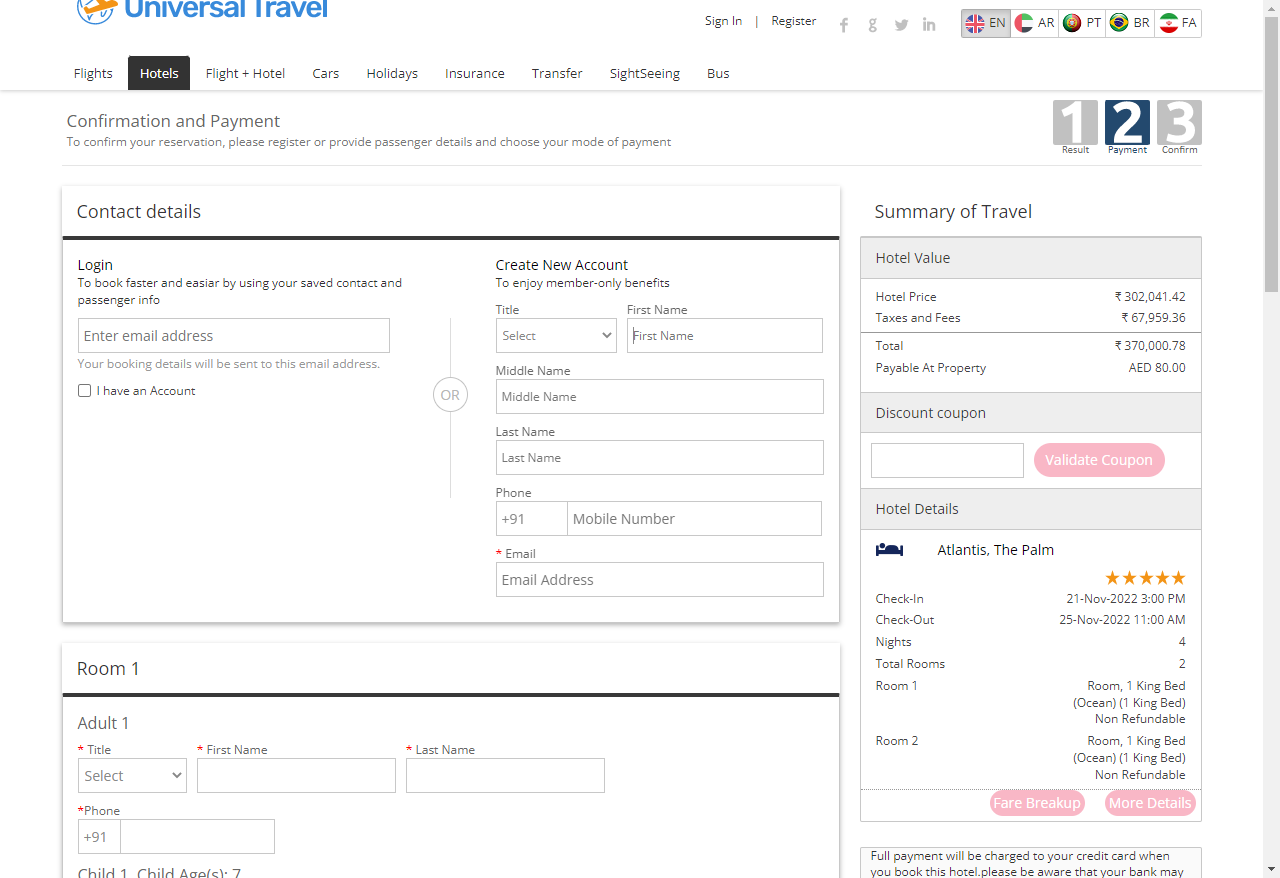 Universal Travel
Sign In | Register
EN AR PT BR FA
Flights Hotels Flight + Hotel Cars Holidays Insurance Transfer SightSeeing Bus
Confirmation and Payment
To confirm your reservation, please register or provide passenger details and choose your mode of payment
1 2 3
Result Payment Confirm
Contact details
Login
To book faster and easiar by using your saved contact and
passenger info
Enter email address
Your booking details will be sent to this email address.
I have an Account
OR
Create New Account
To enjoy member-only benefits
Title First Name
Select First Name
Middle Name
Middle Name
Last Name
Last Name
Phone
+91 Mobile Number
* Email
Email Address
Room 1
Adult 1
* Title * First Name * Last Name
Select
*Phone
+91
Child 1, Child Age(s): 7
Summary of Travel
Hotel Value
Hotel Price ₹ 302,041.42
Taxes and Fees ₹ 67,959.36
Total ₹ 370,000.78
Payable At Property AED 80.00
Discount coupon
Validate Coupon
Hotel Details
Atlantis, The Palm
Check-In 21-Nov-2022 3:00 PM
Check-Out 25-Nov-2022 11:00 AM
Nights 4
Total Rooms 2
Room 1 Room, 1 King Bed
(Ocean) (1 King Bed)
Non Refundable
Room 2 Room, 1 King Bed
(Ocean) (1 King Bed)
Non Refundable
Fare Breakup More Details
Full payment will be charged to your credit card when
you book this hotel.please be aware that your bank may